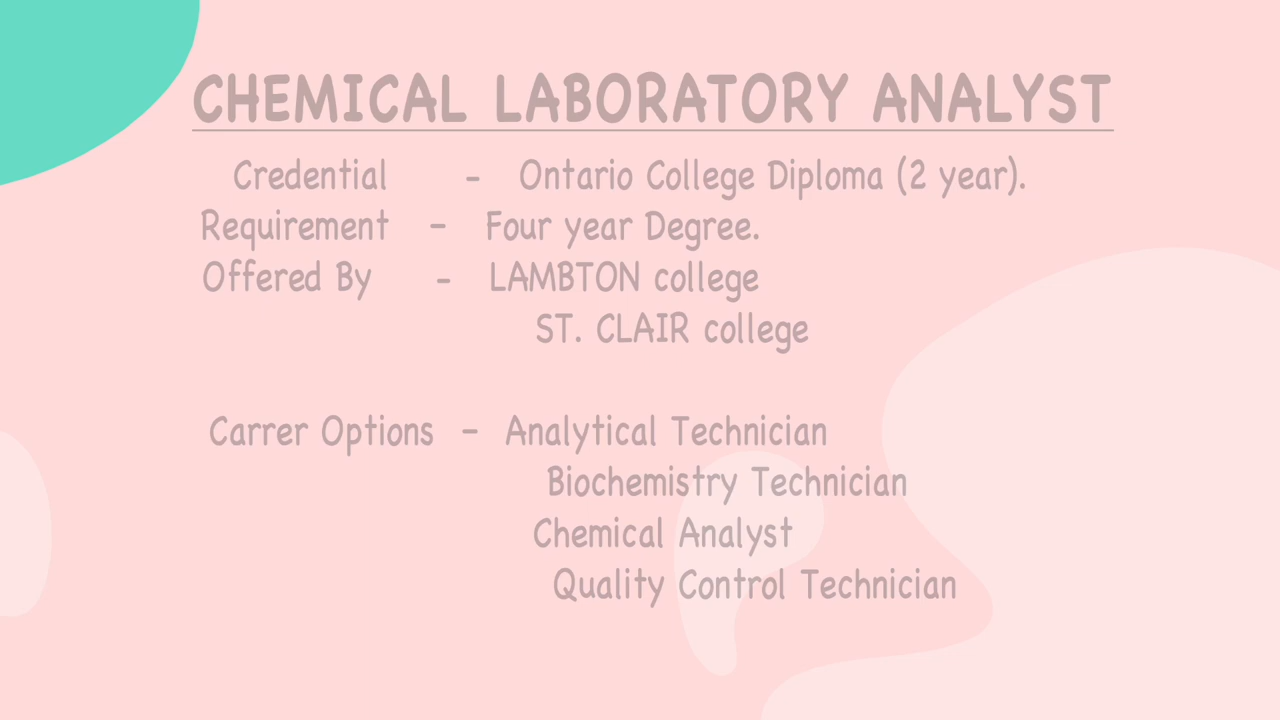 CHEMICAL LABORATORY ANALYST
Credential - Ontario College Diploma (2 year).
Requirement - Four year Degree.
Offered By - LAMBTON college
ST. CLAIR college
Carrer Options - Analytical Technician
Biochemistry Technician
Chemical Analyst
Quality Control Technician